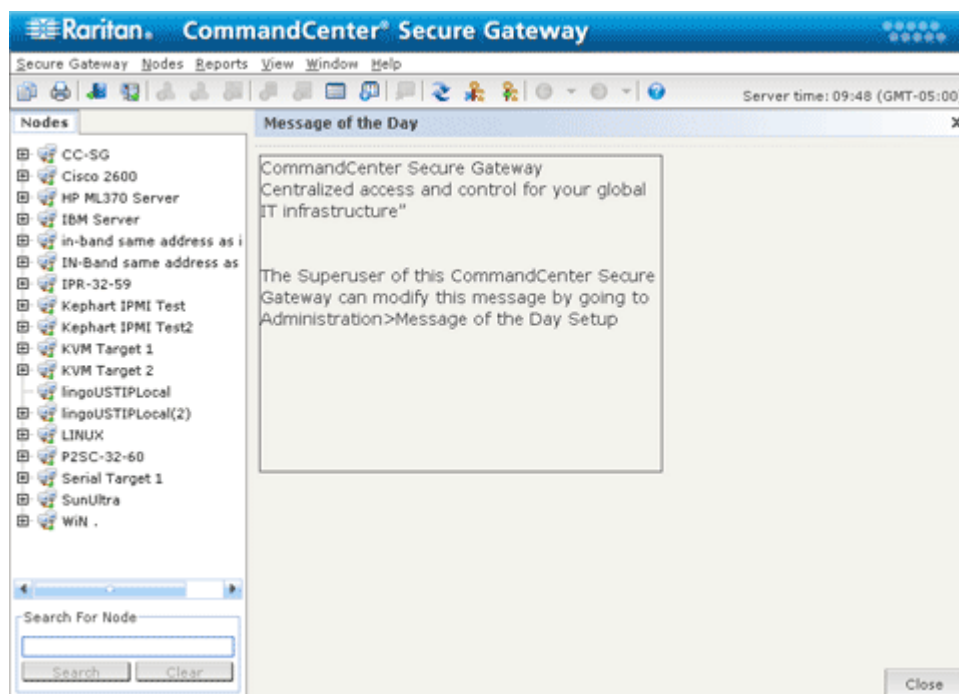 Raritan. CommandCenter® Secure Gateway
Secure Gateway Nodes Reports View Window Help
Server time: 09:48 (GMT-05:00)
Nodes
Message of the Day x
CC-SG
Cisco 2600
HP ML370 Server
IBM Server
in-band same address as i
IN-Band same address as
IPR-32-59
Kephart IPMI Test
Kephart IPMI Test2
KVM Target 1
KVM Target 2
lingoUSTIPLocal
lingoUSTIPLocal(2)
LINUX
P2SC-32-60
Serial Target 1
SunUltra
WiN .
CommandCenter Secure Gateway
Centralized access and control for your global
IT infrastructure"
The Superuser of this CommandCenter Secure
Gateway can modify this message by going to
Administration>Message of the Day Setup
Search For Node
Search Clear
Close